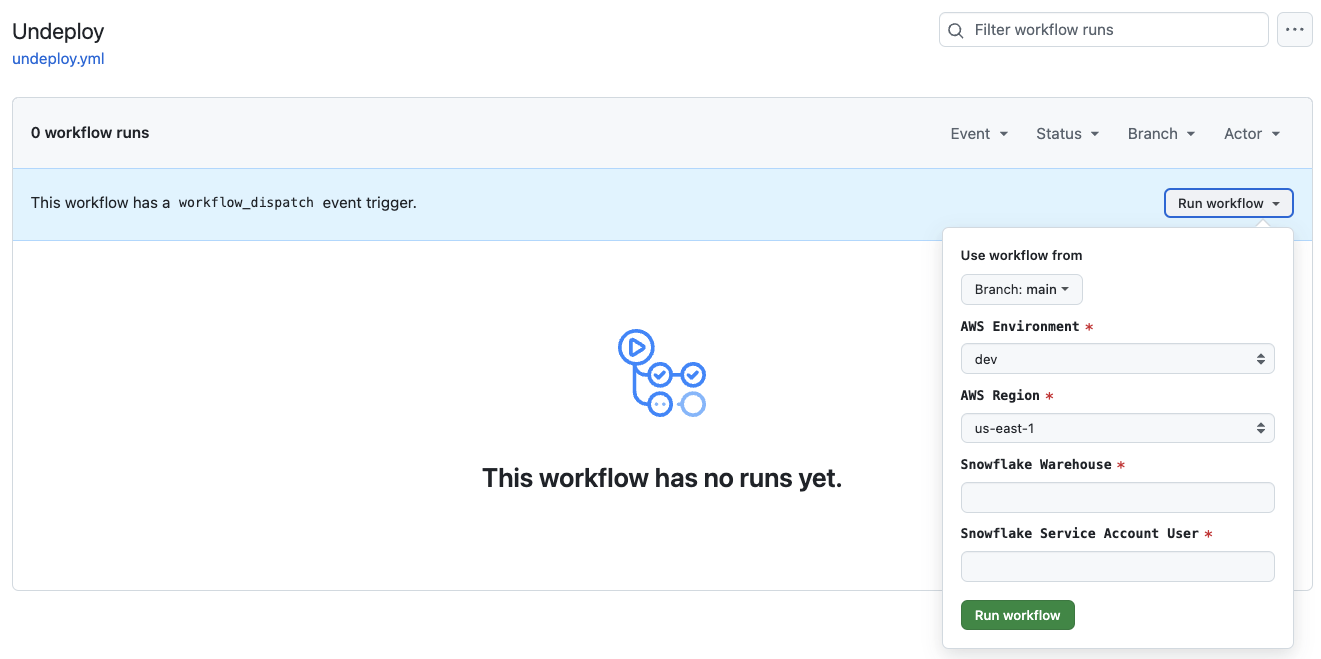 Undeploy
undeploy.yml
Filter workflow runs
0 workflow runs
Event
Status
Branch
Actor
This workflow has a workflow_dispatch event trigger.
Run workflow
Use workflow from
Branch: main
AWS Environment *
dev
AWS Region *
us-east-1
Snowflake Warehouse *
Snowflake Service Account User *
Run workflow
This workflow has no runs yet.